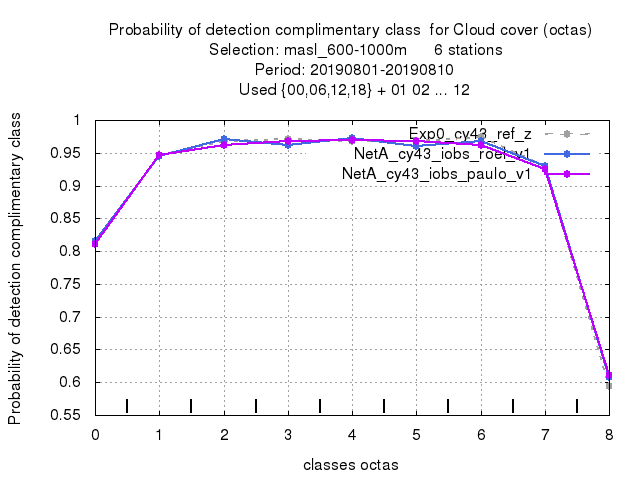 Probability of detection complimentary class  for Cloud cover (octas)
Selection: masl_600-1000m      6 stations
Period: 20190801-20190810
Used {00,06,12,18} + 01 02 ... 12
Probability of detection complimentary class
1
0.95
0.9
0.85
0.8
0.75
0.7
0.65
0.6
0.55
Exp0_cy43_ref_z
NetA_cy43_iobs_roel_v1
NetA_cy43_iobs_paulo_v1
0 1 2 3 4 5 6 7 8
classes octas